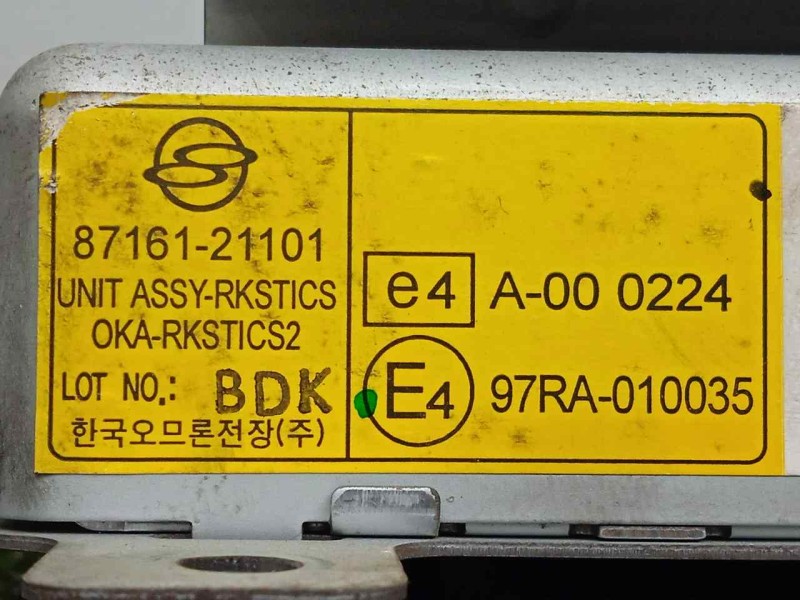 87161-21101
UNIT ASSY-RKSTICS
OKA-RKSTICS2
LOT NO.: BDK
한국오므론전장(주)
e4 A-00 0224
E4 97RA-010035